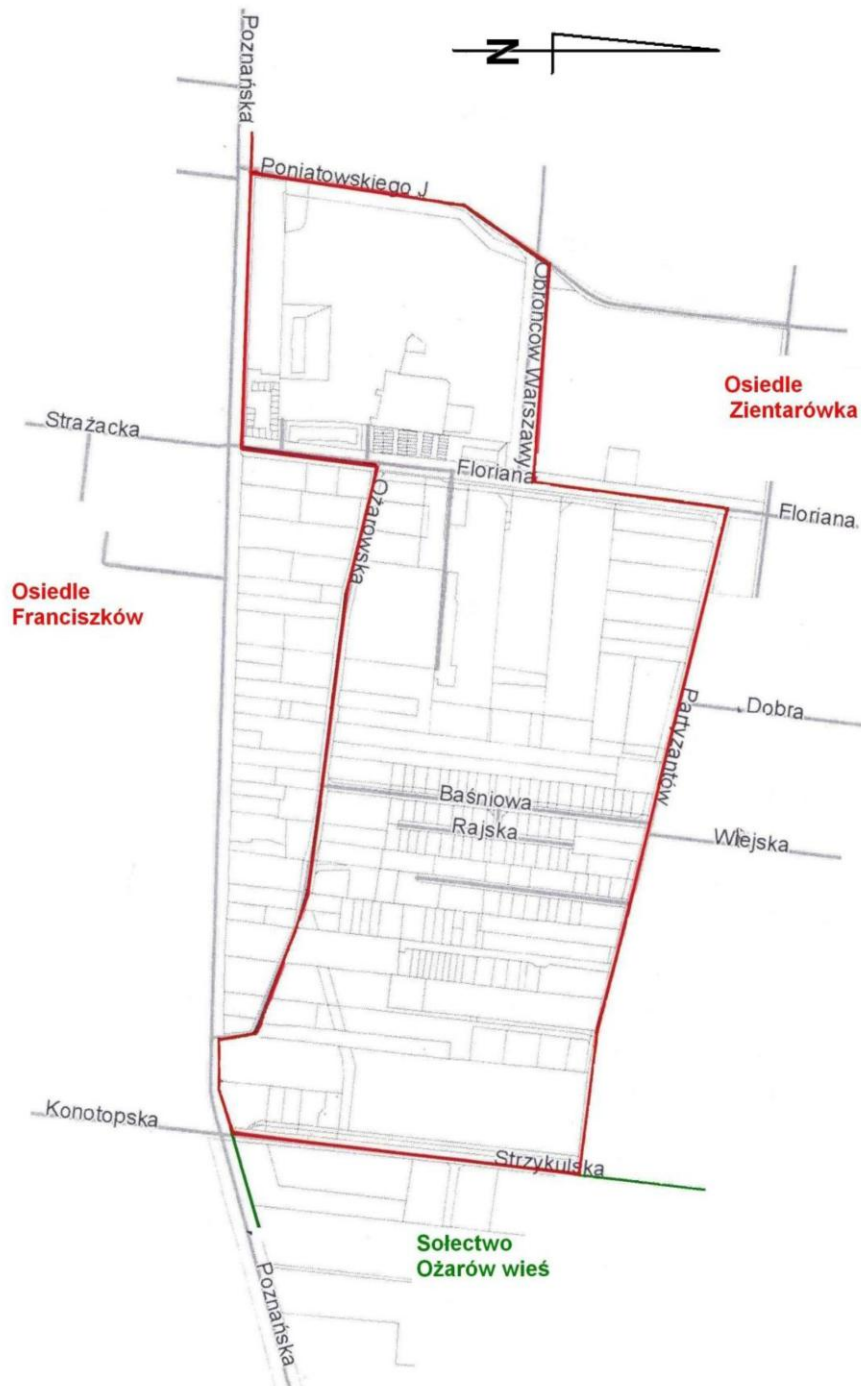 Poznańska
N
Poniatowskiego J
Obrońców Warszawy
Osiedle
Zientarówka
Strażacka
Floriana
Floriana
Ożarowska
Osiedle
Franciszków
Partyzantów
Dobra
Baśniowa
Rajska
Wiejska
Konotopska
Strzykulska
Sołectwo
Ożarów wieś
Poznańska